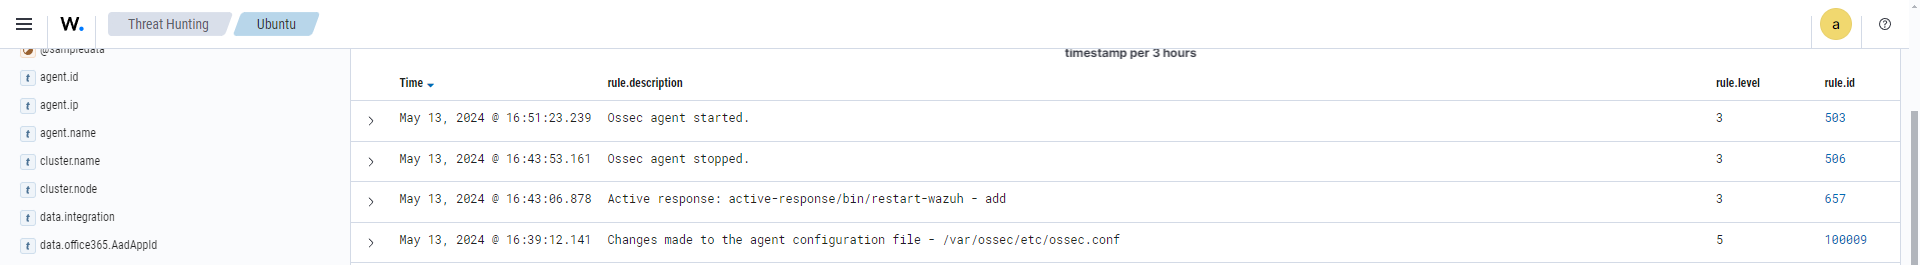 W. Threat Hunting Ubuntu a
@sampledata
timestamp per 3 hours
agent.id
agent.ip
agent.name
cluster.name
cluster.node
data.integration
data.office365.AadAppId
Time rule.description rule.level rule.id
May 13, 2024 @ 16:51:23.239 Ossec agent started. 3 503
May 13, 2024 @ 16:43:53.161 Ossec agent stopped. 3 506
May 13, 2024 @ 16:43:06.878 Active response: active-response/bin/restart-wazuh - add 3 657
May 13, 2024 @ 16:39:12.141 Changes made to the agent configuration file - /var/ossec/etc/ossec.conf 5 100009